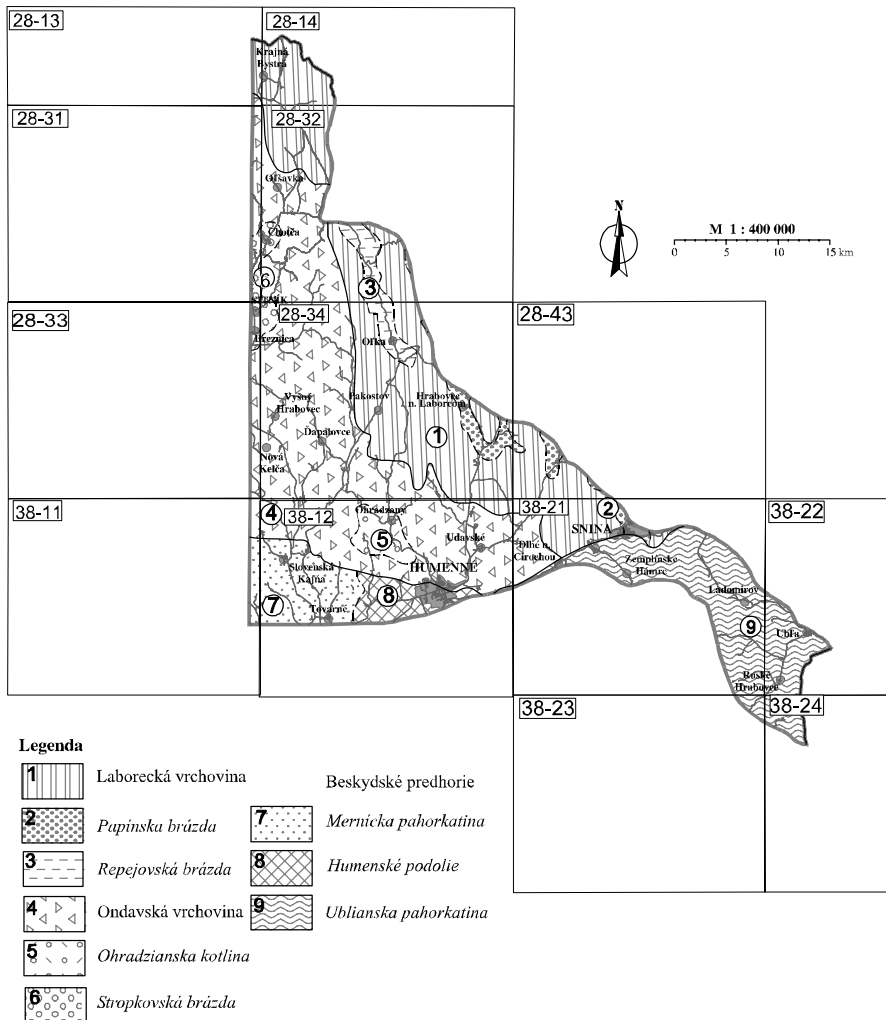 28-13
28-14
Krajná
Bystrá
28-31
28-32
Oľšavka
N
M 1 : 400 000
0 5 10 15 km
Chotča
6
3
28-33
28-34
28-43
Breznica
Oľka
Vyšný
Hrabovec
Pakostov
Hrabovec
n. Laborcom
1
Ďapalovce
Nová
Kelča
38-11
4
38-12
Ohradzany
38-21
2
38-22
SNINA
5
Udavské
Dlhé n.
Cirochou
Zemplínske
Hámre
Slovenská
Kajňa
HUMENNÉ
8
Ladomírov
7
Tovarné
9
Ubľa
Ruské
Hrabovec
38-23
38-24
Legenda
1 Laborecká vrchovina
2 Papínska brázda
3 Repejovská brázda
4 Ondavská vrchovina
5 Ohradzianska kotlina
6 Stropkovská brázda
Beskydské predhorie
7 Mernícka pahorkatina
8 Humenské podolie
9 Ublianska pahorkatina